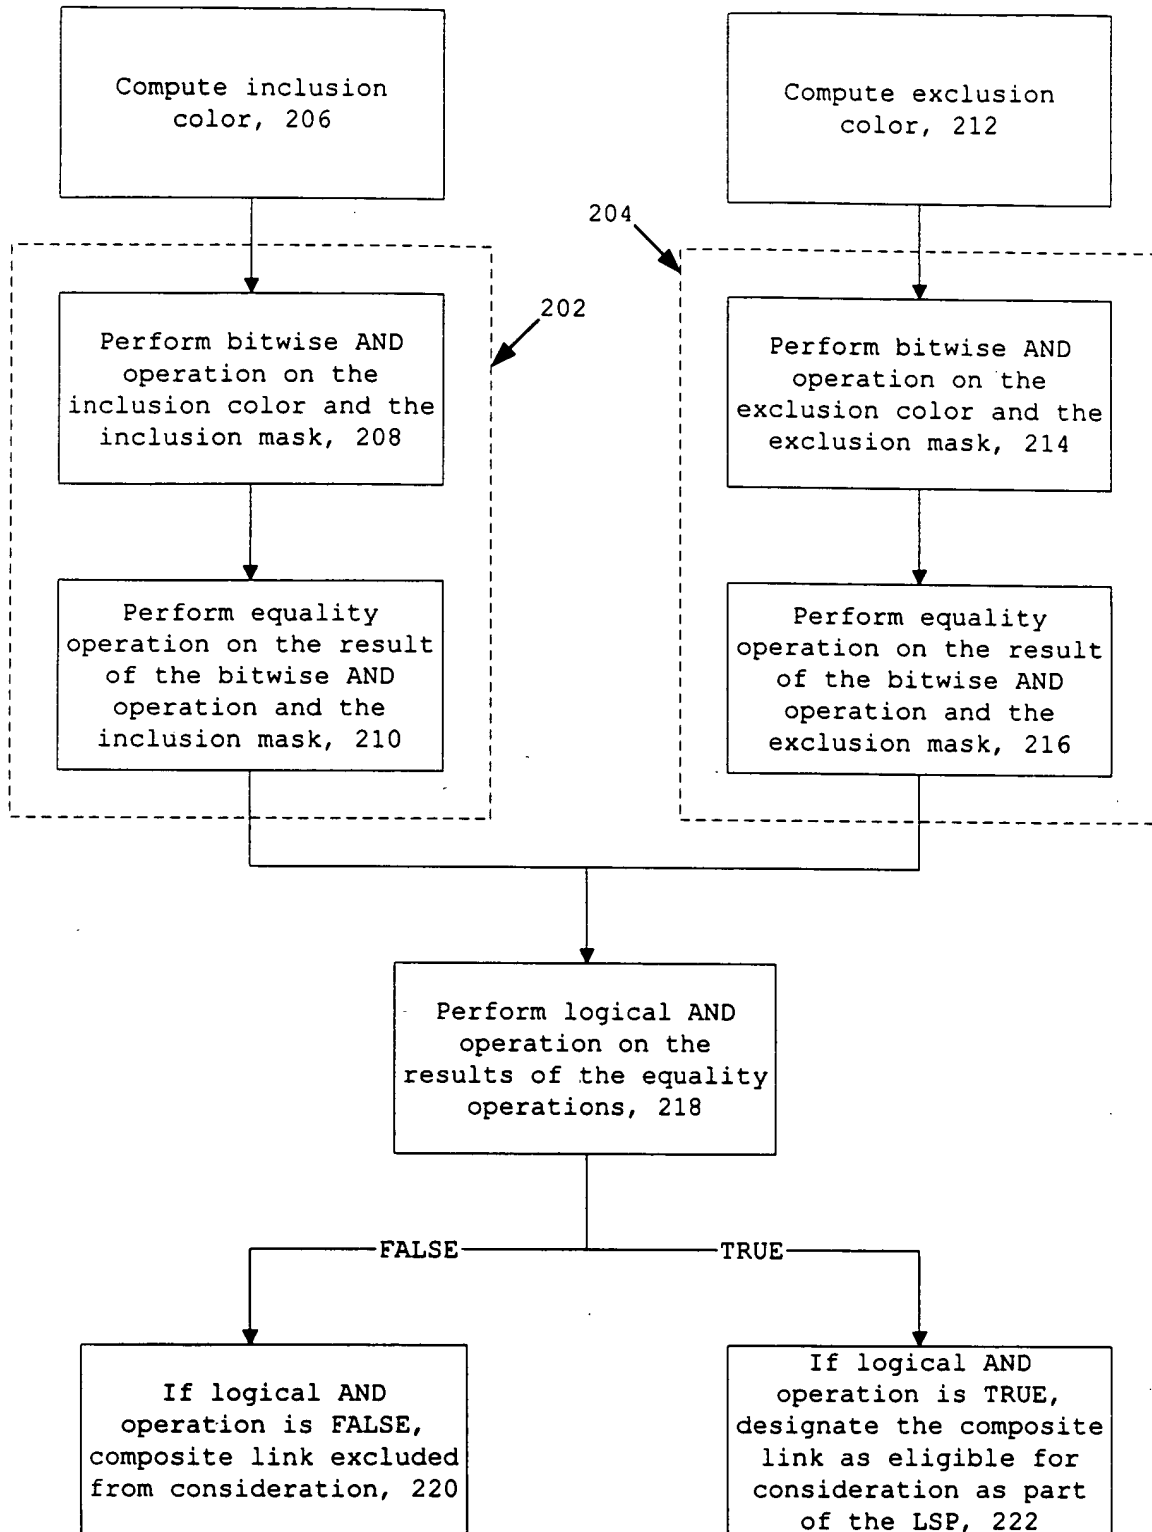 Compute inclusion
color, 206
Compute exclusion
color, 212
204
202
Perform bitwise AND
operation on the
inclusion color and the
inclusion mask, 208
Perform bitwise AND
operation on the
exclusion color and the
exclusion mask, 214
Perform equality
operation on the result
of the bitwise AND
operation and the
inclusion mask, 210
Perform equality
operation on the result
of the bitwise AND
operation and the
exclusion mask, 216
Perform logical AND
operation on the
results of the equality
operations, 218
FALSE
TRUE
If logical AND
operation is FALSE,
composite link excluded
from consideration, 220
If logical AND
operation is TRUE,
designate the composite
link as eligible for
consideration as part
of the LSP, 222